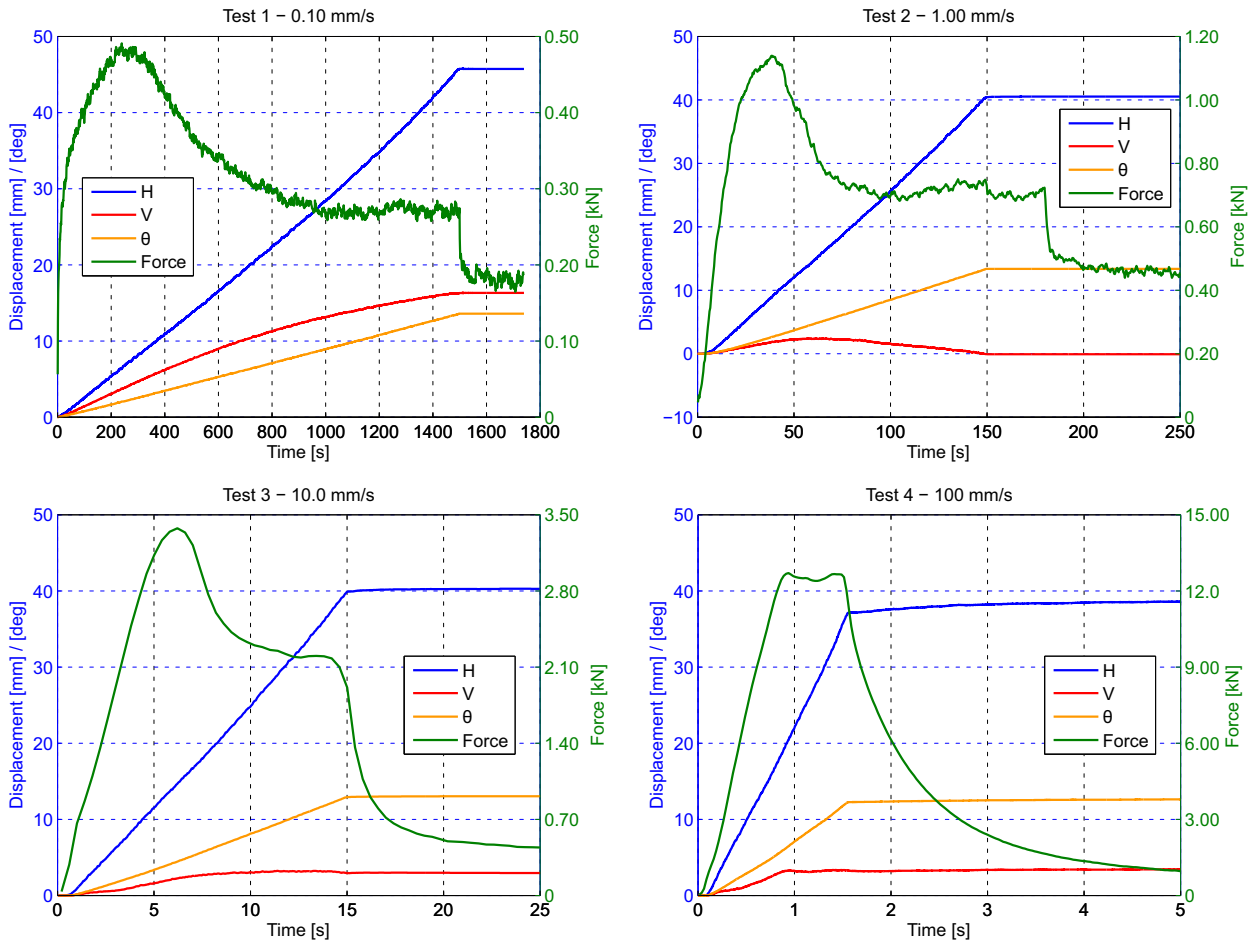 Test 1 − 0.10 mm/s
Displacement [mm] / [deg]
50
40
30
20
10
0
0.50
0.40
0.30
0.20
0.10
0
Force [kN]
H
V
θ
Force
0 200 400 600 800 1000 1200 1400 1600 1800
Time [s]
Test 2 − 1.00 mm/s
Displacement [mm] / [deg]
50
40
30
20
10
0
−10
1.20
1.00
0.80
0.60
0.40
0.20
0
Force [kN]
H
V
θ
Force
0 50 100 150 200 250
Time [s]
Test 3 − 10.0 mm/s
Displacement [mm] / [deg]
50
40
30
20
10
0
3.50
2.80
2.10
1.40
0.70
0
Force [kN]
H
V
θ
Force
0 5 10 15 20 25
Time [s]
Test 4 − 100 mm/s
Displacement [mm] / [deg]
50
40
30
20
10
0
15.00
12.0
9.00
6.00
3.00
0
Force [kN]
H
V
θ
Force
0 1 2 3 4 5
Time [s]